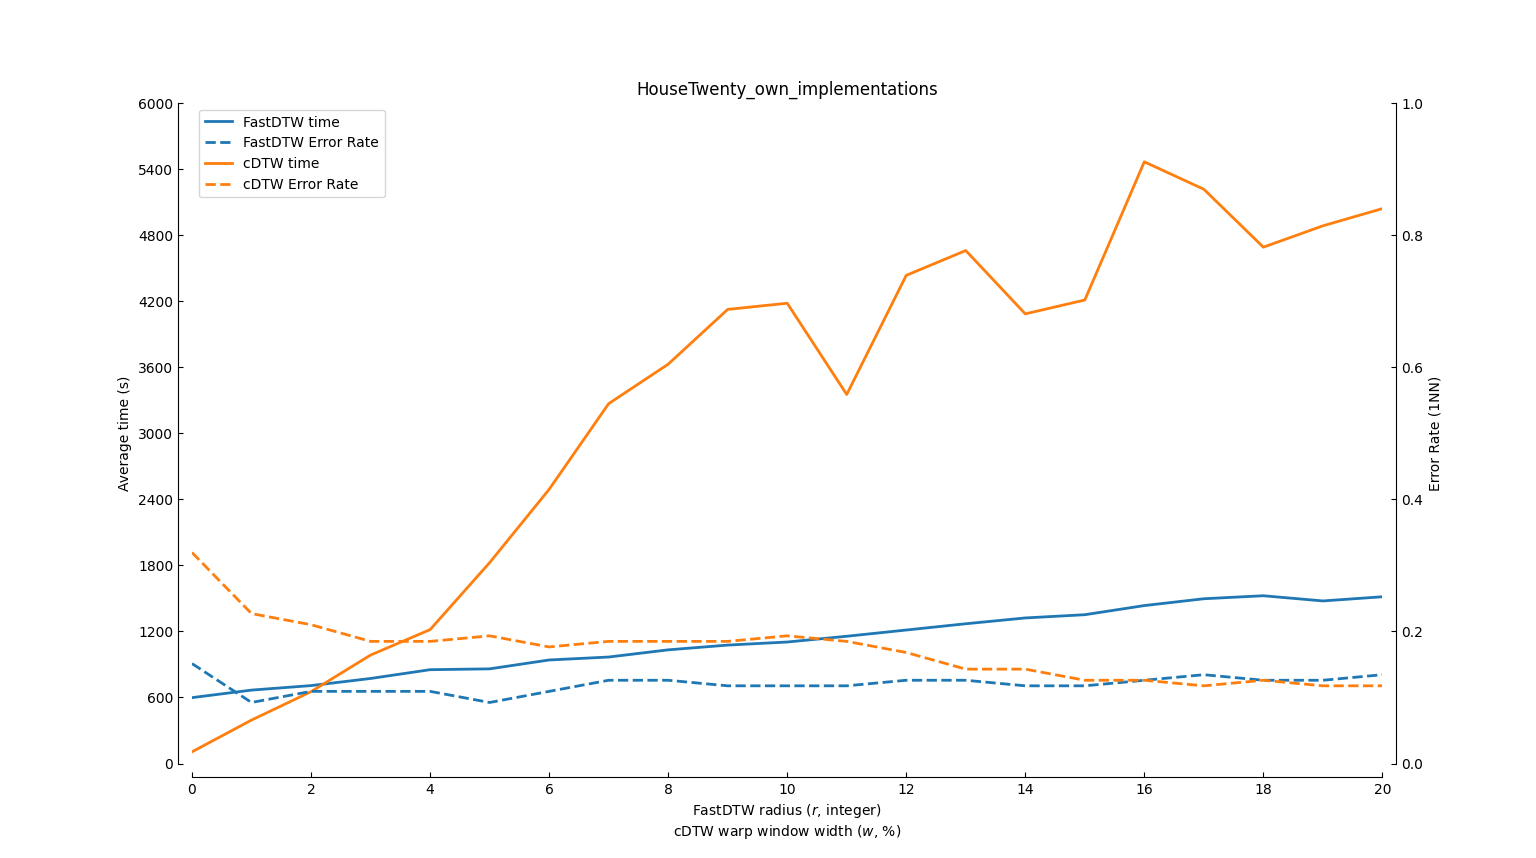 HouseTwenty_own_implementations
FastDTW time
FastDTW Error Rate
cDTW time
cDTW Error Rate
6000
5400
4800
4200
3600
3000
2400
1800
1200
600
0
Average time (s)
1.0
0.8
0.6
0.4
0.2
0.0
Error Rate (1NN)
0 2 4 6 8 10 12 14 16 18 20
FastDTW radius (r, integer)
cDTW warp window width (w, %)